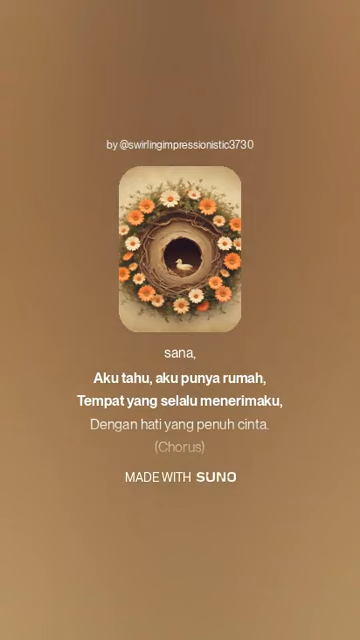 by @swirlingimpressionistic3730
sana,
Aku tahu, aku punya rumah,
Tempat yang selalu menerimaku,
Dengan hati yang penuh cinta.
(Chorus)
MADE WITH SUNO